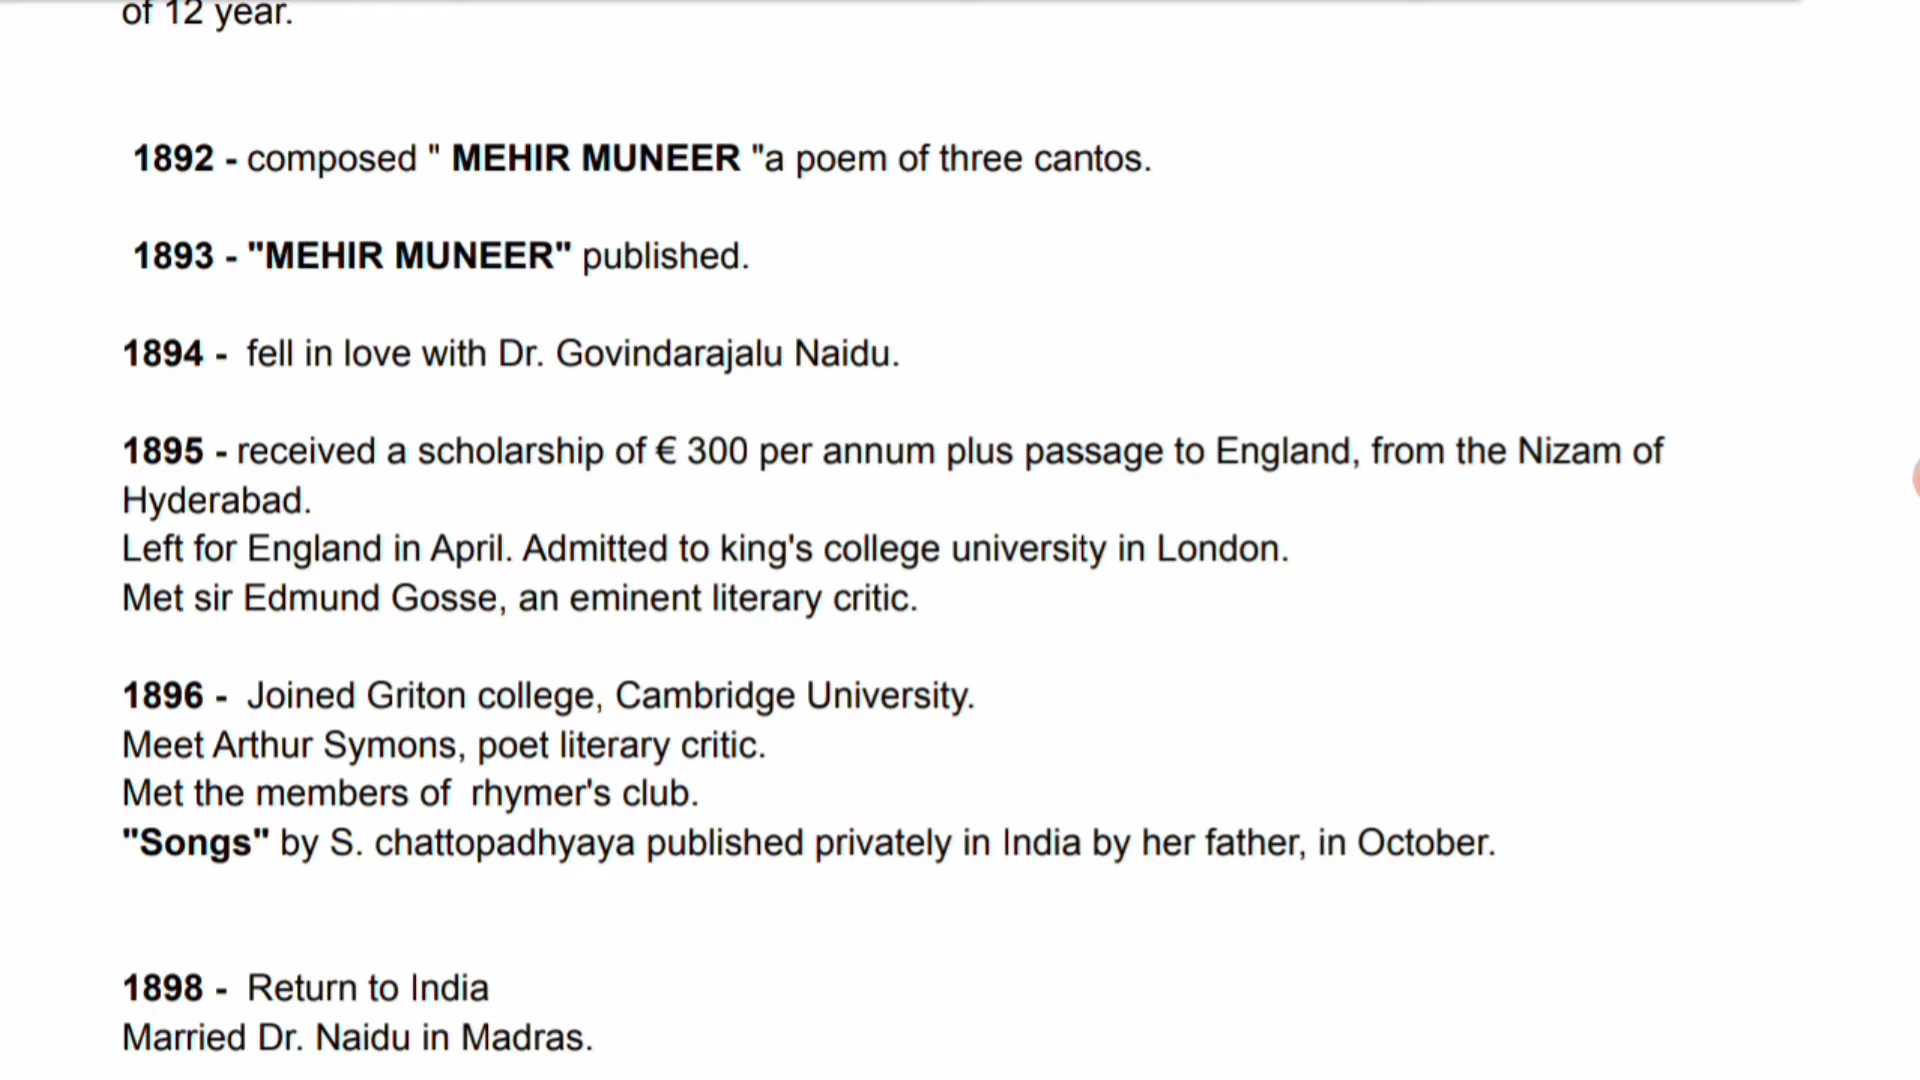 of 12 year.
1892 - composed " MEHIR MUNEER "a poem of three cantos.
1893 - "MEHIR MUNEER" published.
1894 - fell in love with Dr. Govindarajalu Naidu.
1895 - received a scholarship of € 300 per annum plus passage to England, from the Nizam of
Hyderabad.
Left for England in April. Admitted to king's college university in London.
Met sir Edmund Gosse, an eminent literary critic.
1896 - Joined Griton college, Cambridge University.
Meet Arthur Symons, poet literary critic.
Met the members of rhymer's club.
"Songs" by S. chattopadhyaya published privately in India by her father, in October.
1898 - Return to India
Married Dr. Naidu in Madras.